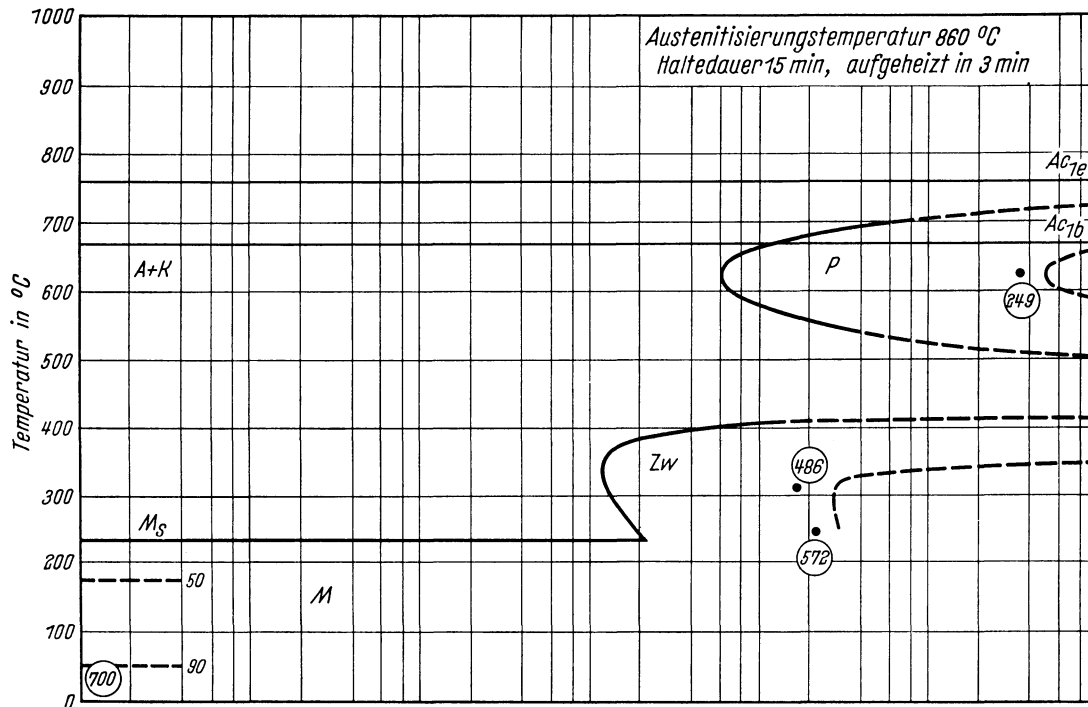 1000
Austenitisierungstemperatur 860 °C
Haltedauer 15 min, aufgeheizt in 3 min
900
800
Ac1e
700
Ac1b
A+K
P
600
249
500
400
Zw
486
300
Ms
572
200
50
M
100
90
700
0
Temperatur in °C